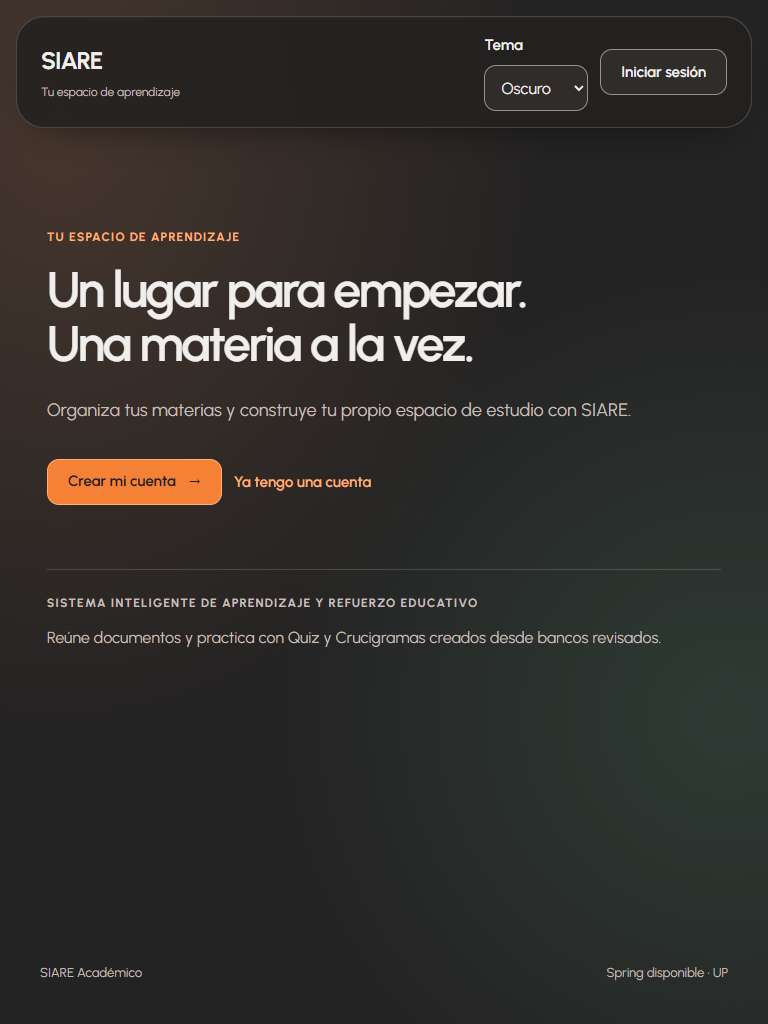 SIARE
Tu espacio de aprendizaje
Tema
Oscuro
Iniciar sesión
TU ESPACIO DE APRENDIZAJE
Un lugar para empezar.
Una materia a la vez.
Organiza tus materias y construye tu propio espacio de estudio con SIARE.
Crear mi cuenta →
Ya tengo una cuenta
SISTEMA INTELIGENTE DE APRENDIZAJE Y REFUERZO EDUCATIVO
Reúne documentos y practica con Quiz y Crucigramas creados desde bancos revisados.
SIARE Académico
Spring disponible · UP